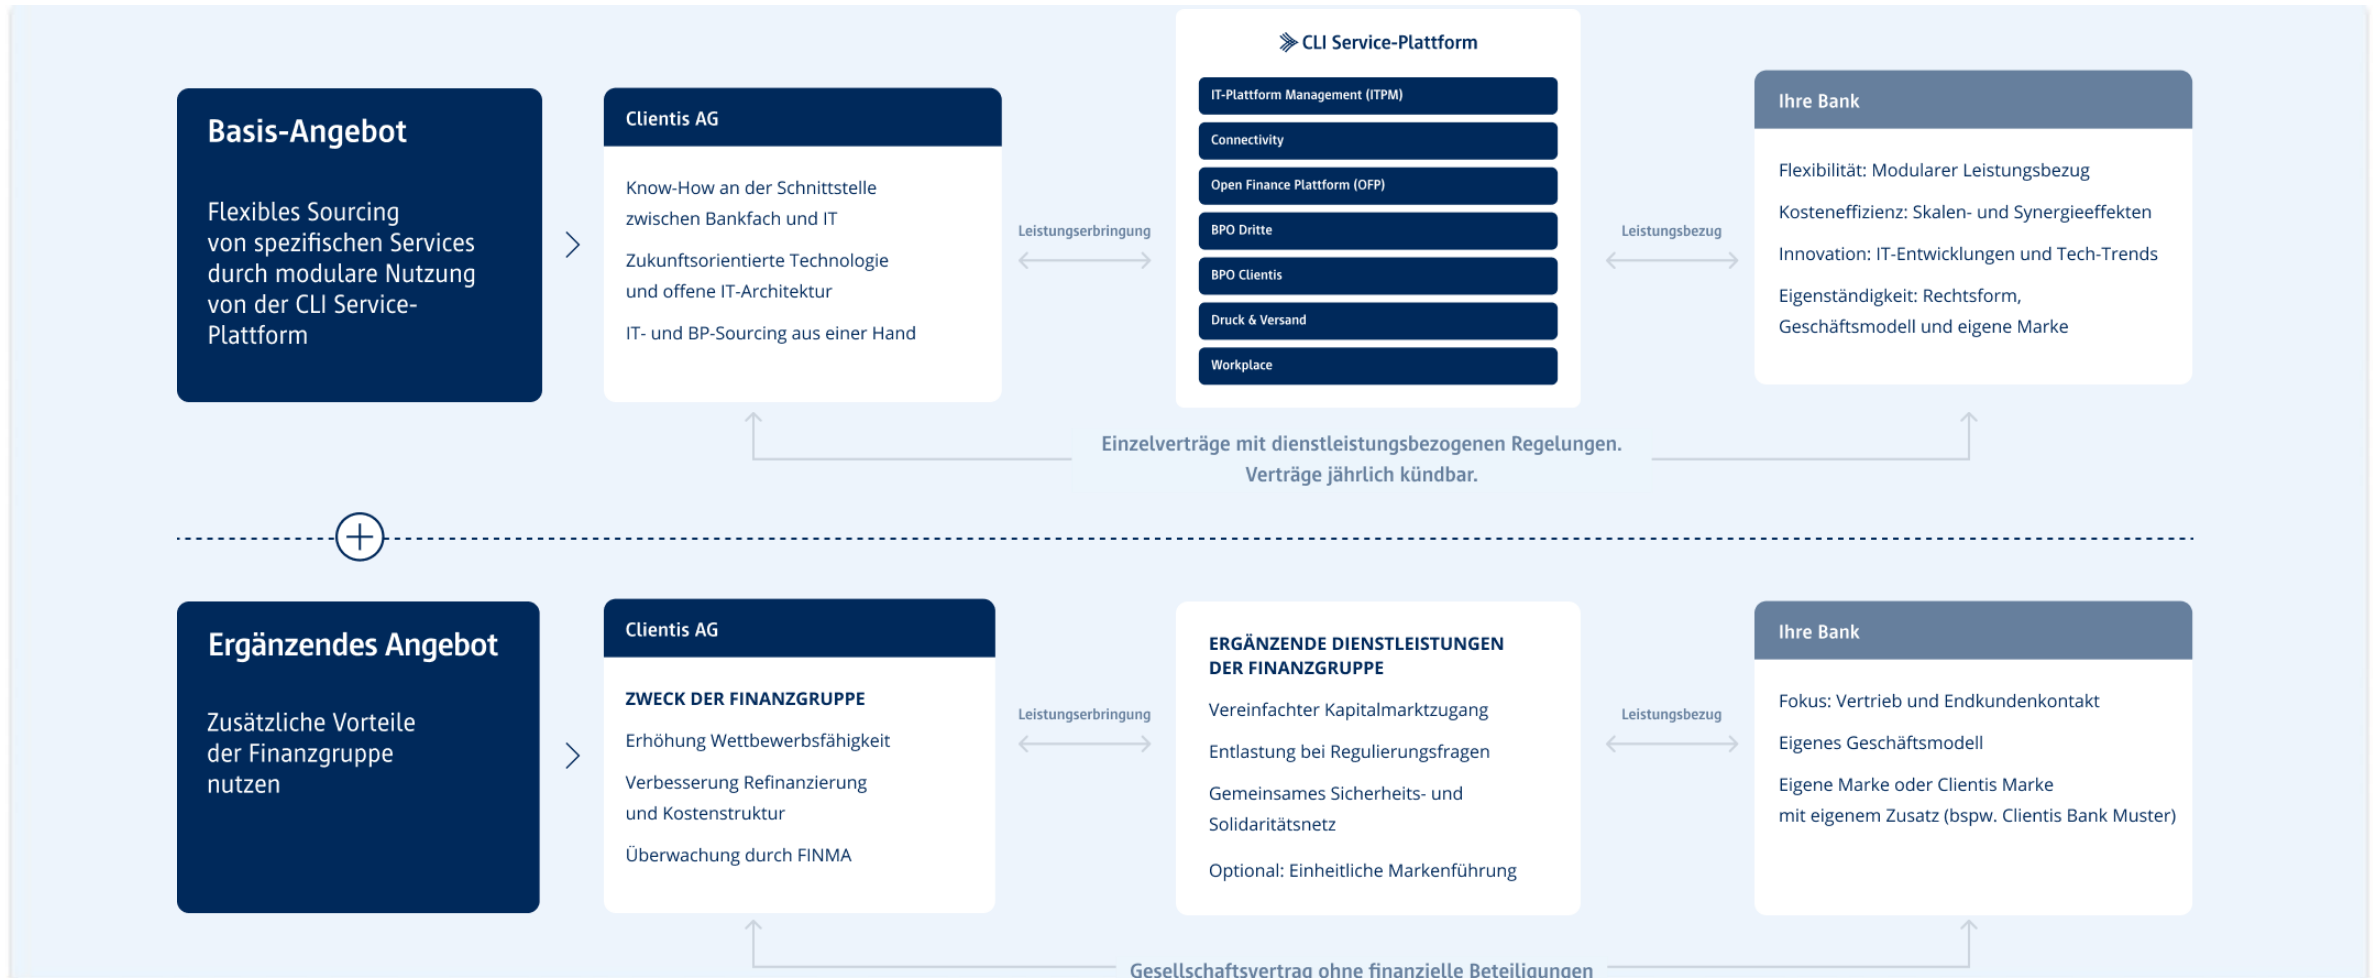 Basis-Angebot
Flexibles Sourcing
von spezifischen Services
durch modulare Nutzung
von der CLI Service-
Plattform
Clientis AG
Know-How an der Schnittstelle
zwischen Bankfach und IT
Zukunftsorientierte Technologie
und offene IT-Architektur
IT- und BP-Sourcing aus einer Hand
Leistungserbringung
CLI Service-Plattform
IT-Plattform Management (ITPM)
Connectivity
Open Finance Plattform (OFP)
BPO Dritte
BPO Clientis
Druck & Versand
Workplace
Leistungsbezug
Ihre Bank
Flexibilität: Modularer Leistungsbezug
Kosteneffizienz: Skalen- und Synergieeffekten
Innovation: IT-Entwicklungen und Tech-Trends
Eigenständigkeit: Rechtsform,
Geschäftsmodell und eigene Marke
Einzelverträge mit dienstleistungsbezogenen Regelungen.
Verträge jährlich kündbar.
Ergänzendes Angebot
Zusätzliche Vorteile
der Finanzgruppe
nutzen
Clientis AG
ZWECK DER FINANZGRUPPE
Erhöhung Wettbewerbsfähigkeit
Verbesserung Refinanzierung
und Kostenstruktur
Überwachung durch FINMA
Leistungserbringung
ERGÄNZENDE DIENSTLEISTUNGEN
DER FINANZGRUPPE
Vereinfachter Kapitalmarktzugang
Entlastung bei Regulierungsfragen
Gemeinsames Sicherheits- und
Solidaritätsnetz
Optional: Einheitliche Markenführung
Leistungsbezug
Ihre Bank
Fokus: Vertrieb und Endkundenkontakt
Eigenes Geschäftsmodell
Eigene Marke oder Clientis Marke
mit eigenem Zusatz (bspw. Clientis Bank Muster)
Gesellschaftsvertrag ohne finanzielle Beteiligungen